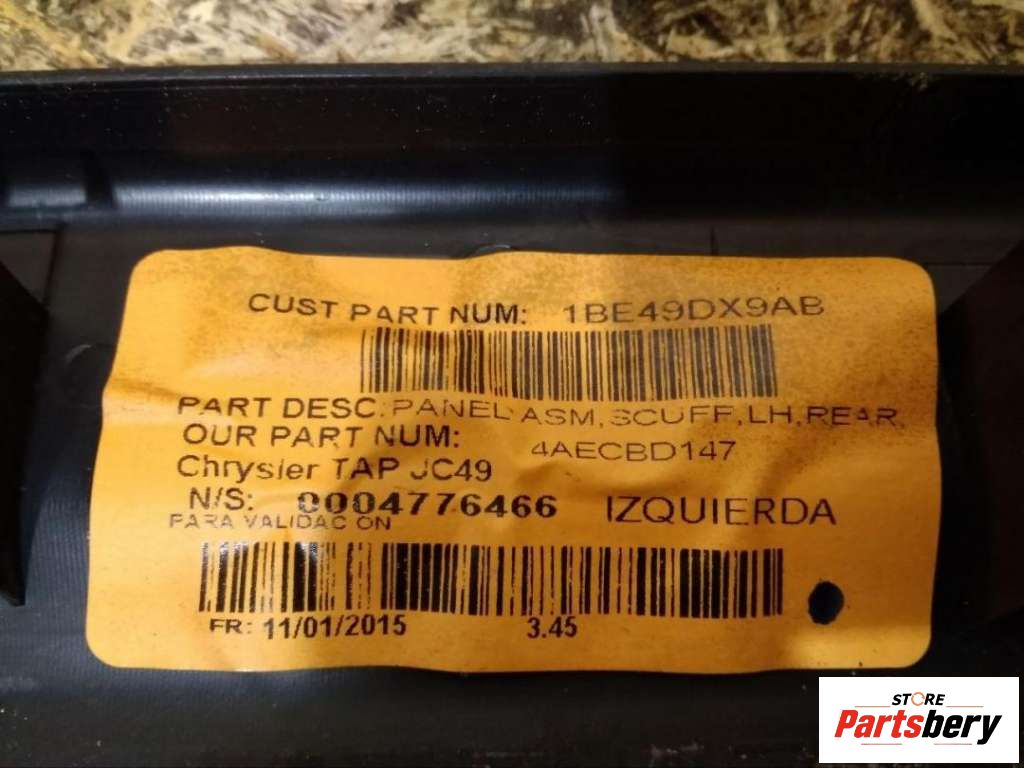 CUST PART NUM: 1BE49DX9AB
PART DESC: PANEL ASM, SCUFF, LH, REAR,
OUR PART NUM: 4AECBD147
Chrysler TAP JC49
N/S: 0004776466 IZQUIERDA
PARA VALIDAC ON
FR: 11/01/2015 3.45
STORE
Partsbery